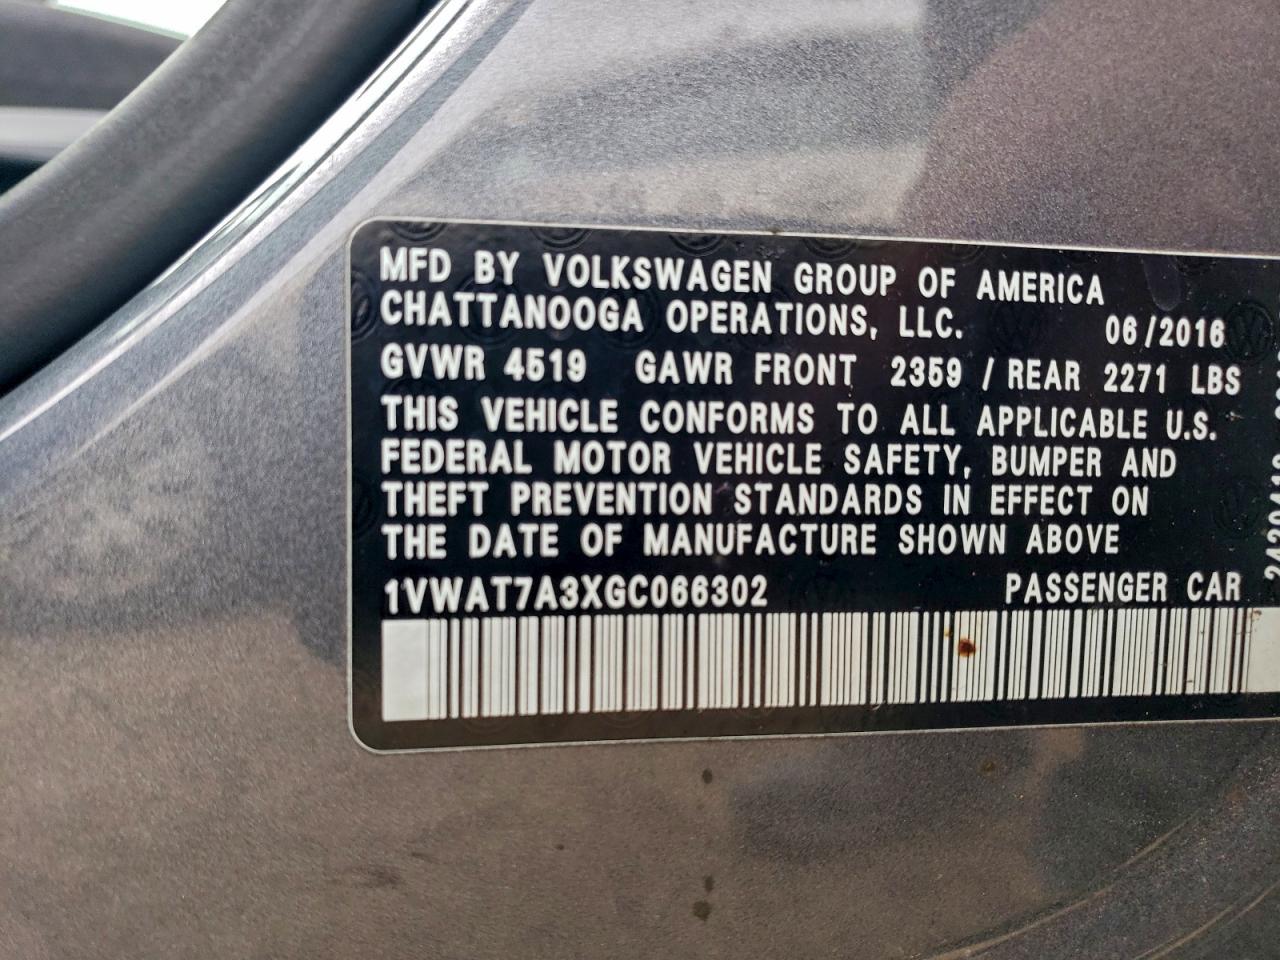 MFD BY VOLKSWAGEN GROUP OF AMERICA
CHATTANOOGA OPERATIONS, LLC. 06/2016
GVWR 4519 GAWR FRONT 2359 / REAR 2271 LBS
THIS VEHICLE CONFORMS TO ALL APPLICABLE U.S.
FEDERAL MOTOR VEHICLE SAFETY, BUMPER AND
THEFT PREVENTION STANDARDS IN EFFECT ON
THE DATE OF MANUFACTURE SHOWN ABOVE
1VWAT7A3XGC066302 PASSENGER CAR